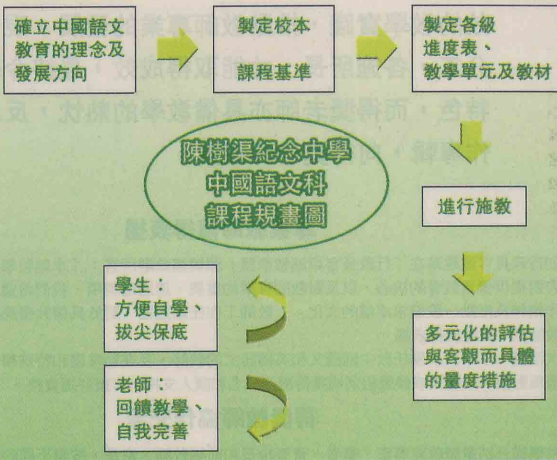 確立中國語文
教育的理念及
發展方向
製定校本
課程基準
製定各級
進度表、
教學單元及教材
陳樹渠紀念中學
中國語文科
課程規畫圖
進行施教
多元化的評估
與客觀而具體
的量度措施
學生：
方便自學
拔尖保底
老師：
回饋教學
自我完善